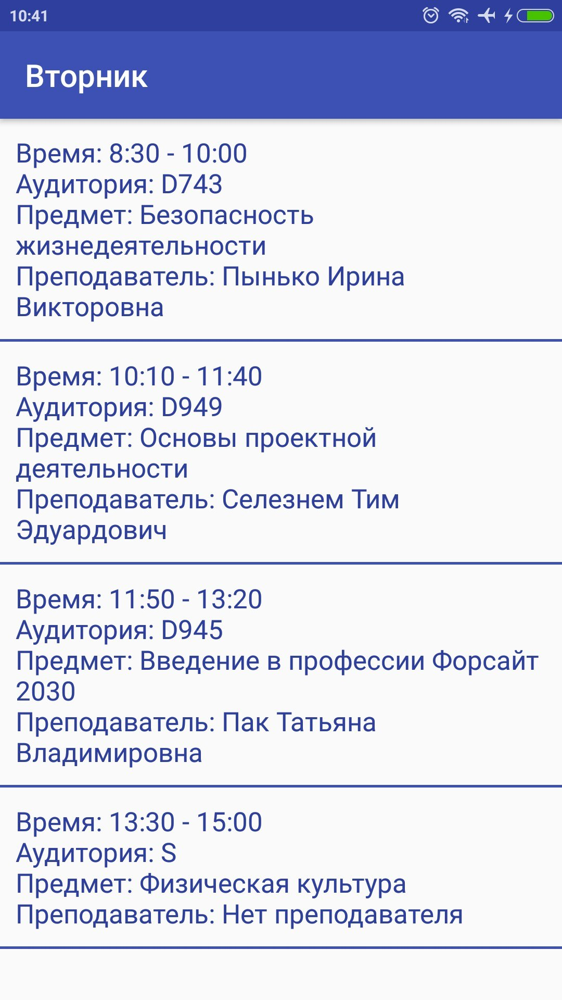 10:41
Вторник
Время: 8:30 - 10:00
Аудитория: D743
Предмет: Безопасность
жизнедеятельности
Преподаватель: Пынько Ирина
Викторовна
Время: 10:10 - 11:40
Аудитория: D949
Предмет: Основы проектной
деятельности
Преподаватель: Селезнем Тим
Эдуардович
Время: 11:50 - 13:20
Аудитория: D945
Предмет: Введение в профессии Форсайт
2030
Преподаватель: Пак Татьяна
Владимировна
Время: 13:30 - 15:00
Аудитория: S
Предмет: Физическая культура
Преподаватель: Нет преподавателя